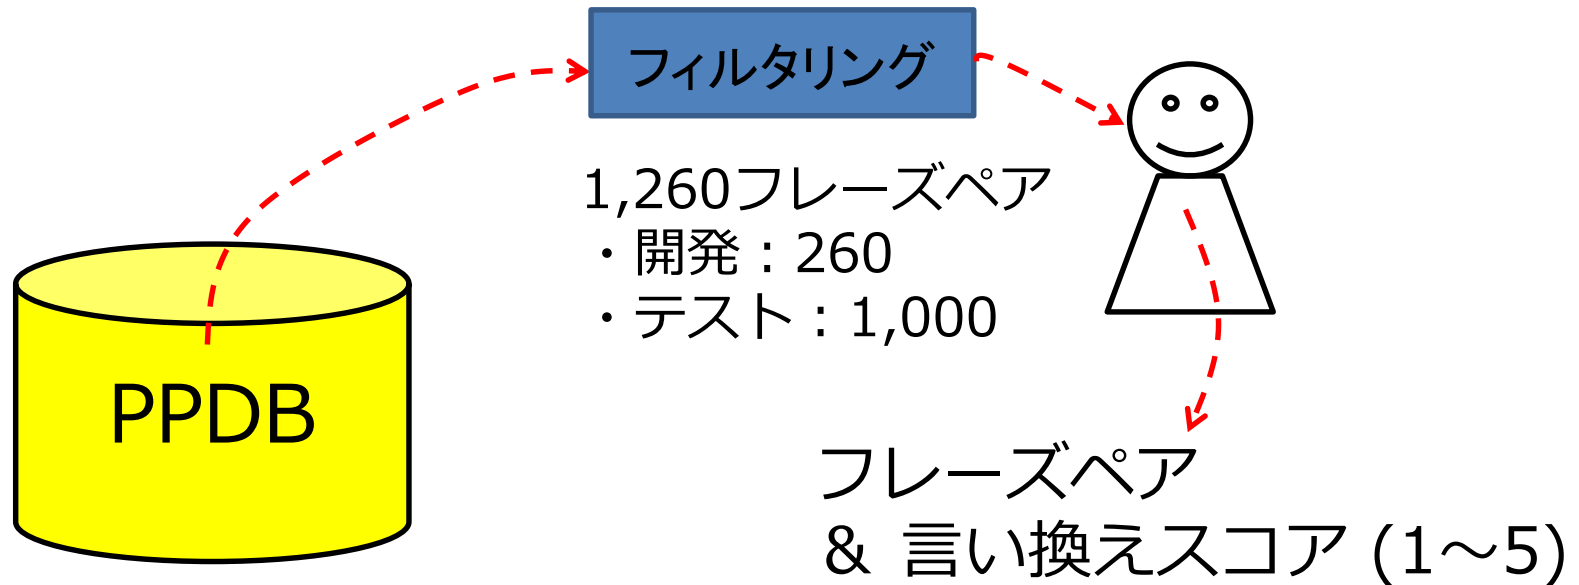 フィルタリング
1,260フレーズペア
・開発：260
・テスト：1,000
PPDB
フレーズペア
& 言い換えスコア (1～5)